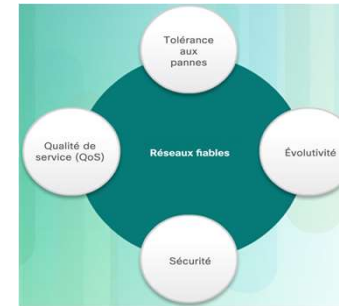 Tolérance
aux
pannes
Qualité de
service (QoS)
Réseaux fiables
Évolutivité
Sécurité